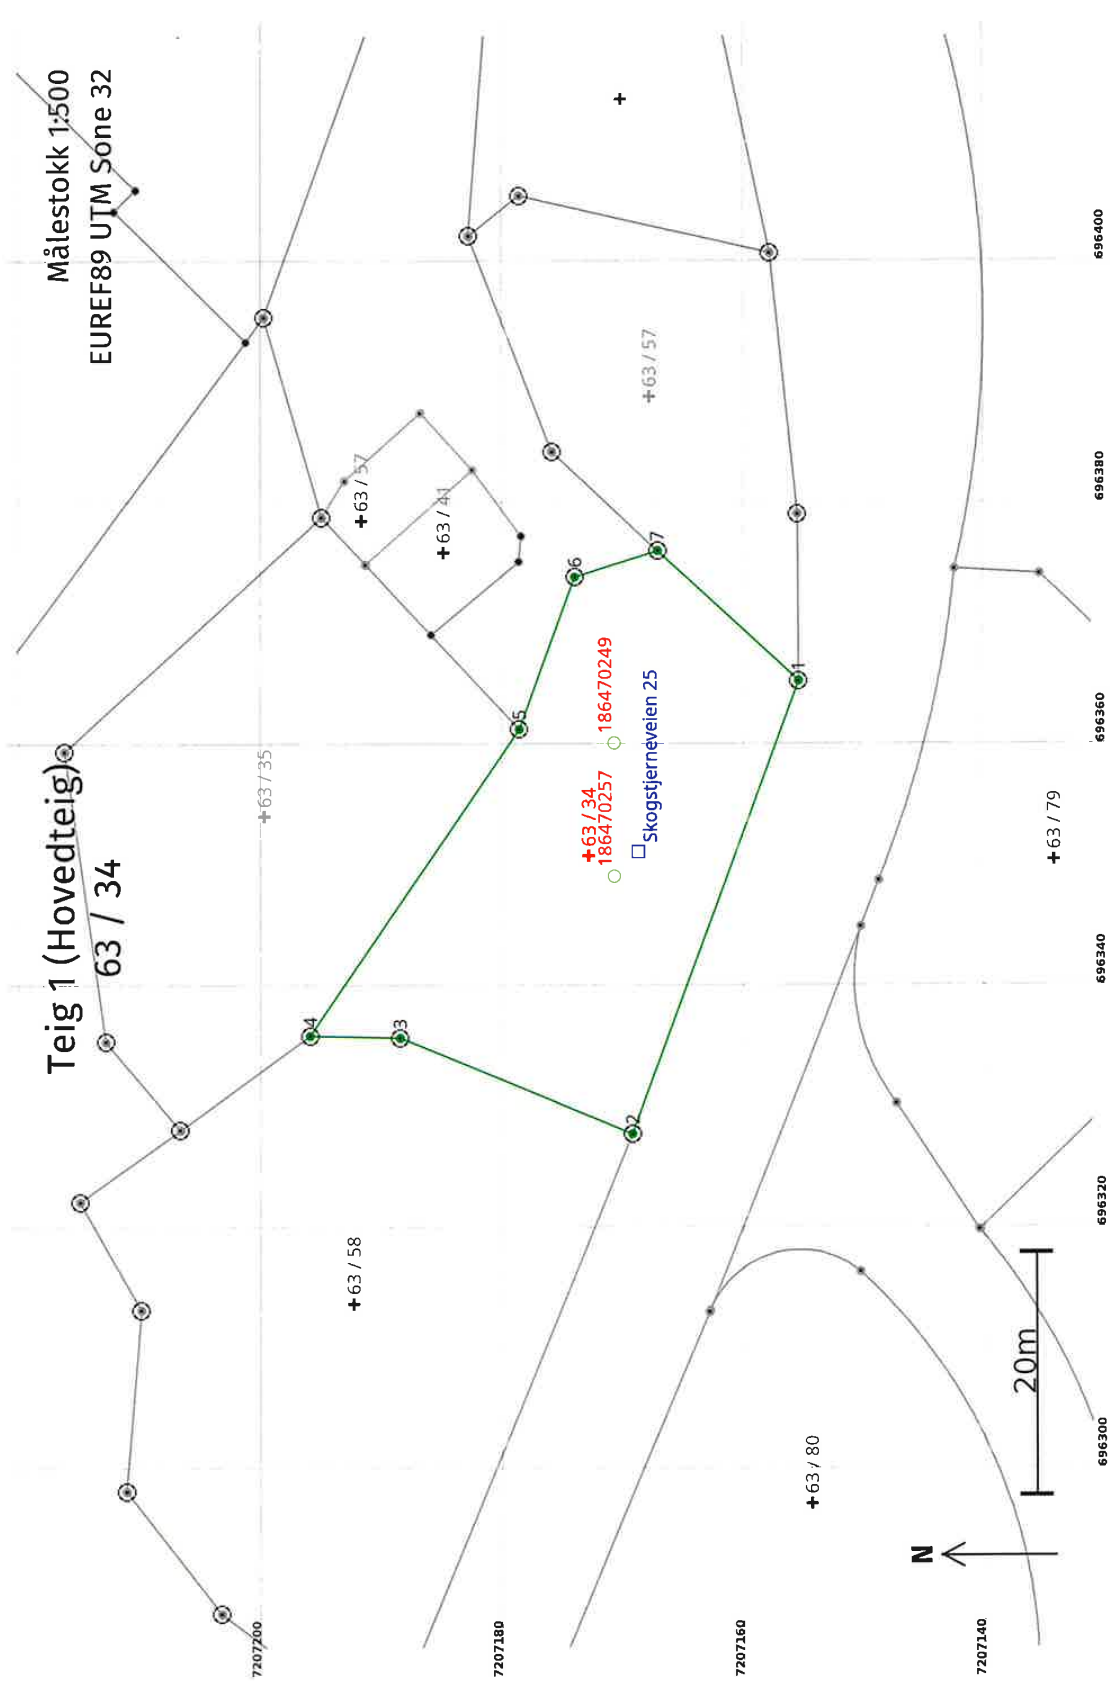 Målestokk 1:500
EUREF89 UTM Sone 32
Teig 1 (Hovedteig)
63 / 34
63 / 35
63 / 57
63 / 41
63 / 57
63 / 58
63 / 34
186470257
186470249
Skogstjerneveien 25
63 / 79
63 / 80
1
2
3
4
5
6
7
7207200
7207180
7207160
7207140
696300
696320
696340
696360
696380
696400
20m
N